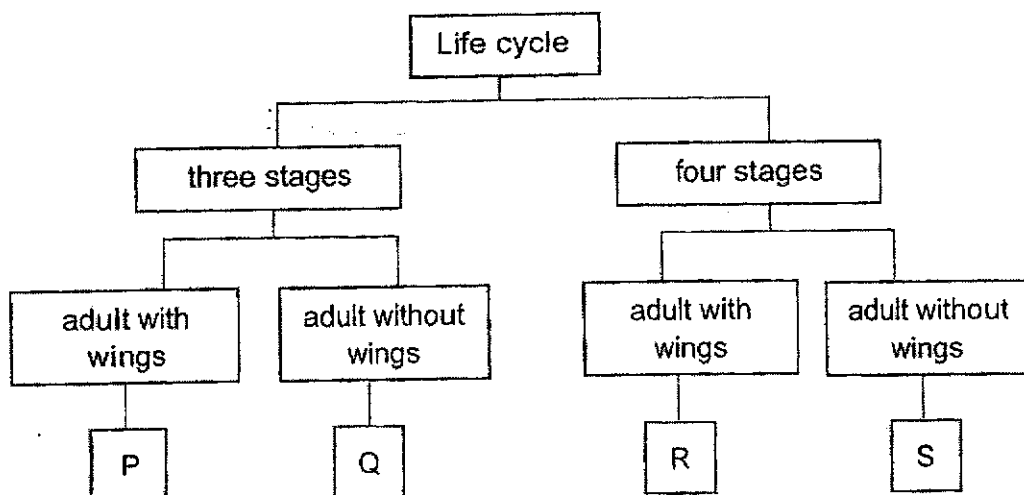 Life cycle
three stages
four stages
adult with
wings
adult without
wings
adult with
wings
adult without
wings
P
Q
R
S